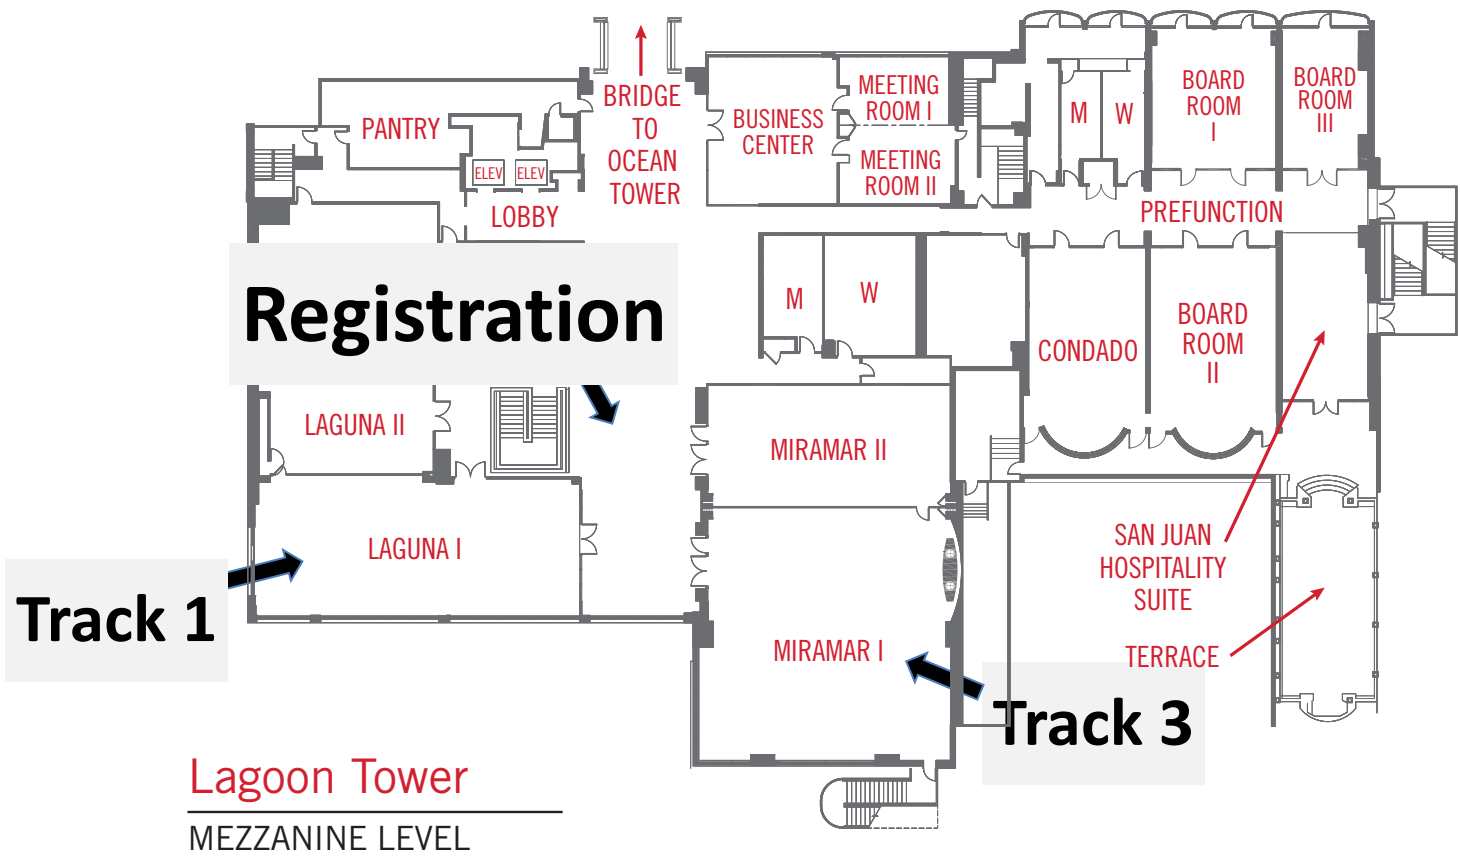 BRIDGE
TO
OCEAN
TOWER
PANTRY
ELEV
ELEV
LOBBY
BUSINESS
CENTER
MEETING
ROOM I
MEETING
ROOM II
M
W
BOARD
ROOM
I
BOARD
ROOM
III
PREFUNCTION
Registration
M
W
CONDADO
BOARD
ROOM
II
LAGUNA II
MIRAMAR II
LAGUNA I
SAN JUAN
HOSPITALITY
SUITE
Track 1
MIRAMAR I
TERRACE
Track 3
Lagoon Tower
MEZZANINE LEVEL